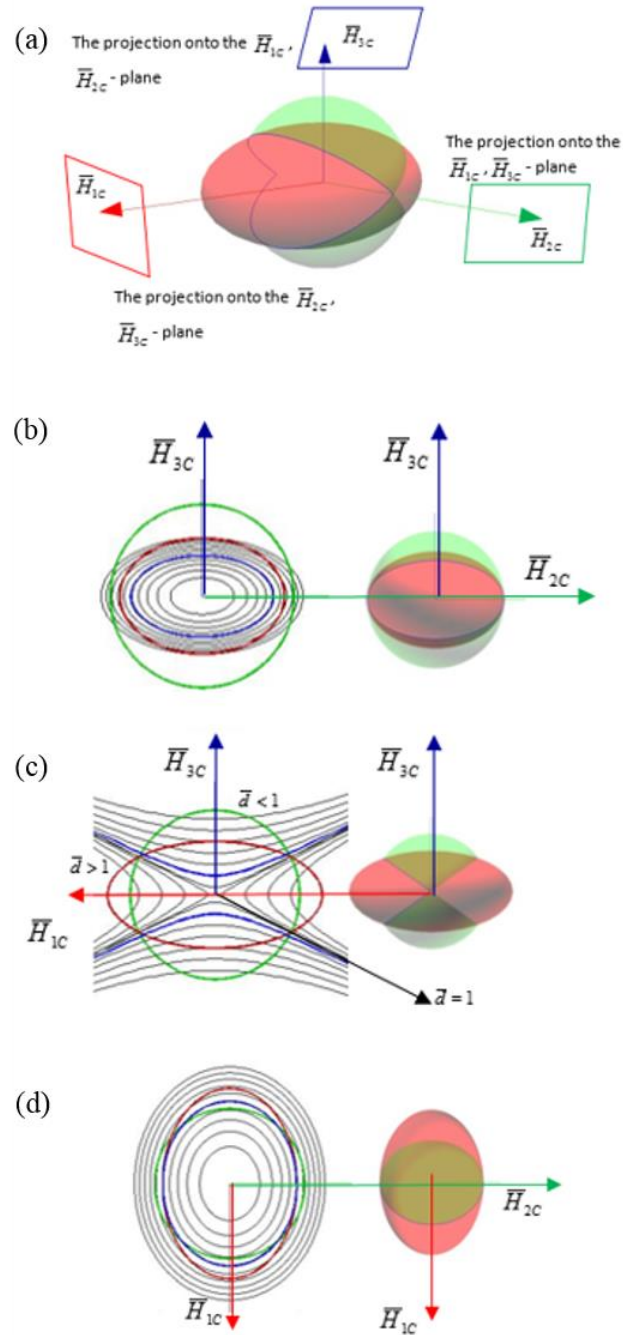 (a)
The projection onto the H̅₁C,
H̅₂C - plane
H̅₃C
The projection onto the
H̅₁C, H̅₃C - plane
H̅₁C
H̅₂C
The projection onto the H̅₂C,
H̅₃C - plane
(b)
H̅₃C
H̅₃C
H̅₂C
(c)
H̅₃C
H̅₃C
d̅ < 1
d̅ > 1
H̅₁C
d̅ = 1
(d)
H̅₂C
H̅₁C
H̅₁C